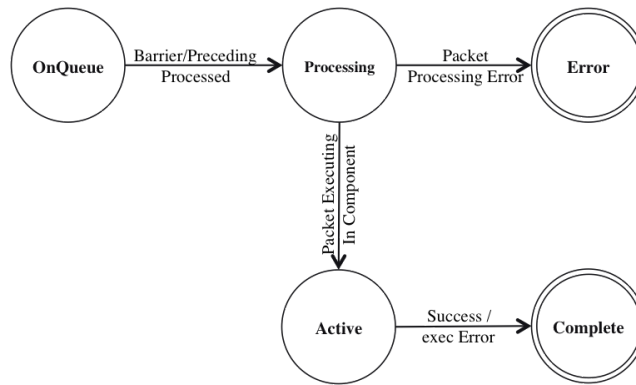 OnQueue
Barrier/Preceding
Processed
Processing
Packet
Processing Error
Error
Packet Executing
In Component
Active
Success /
exec Error
Complete